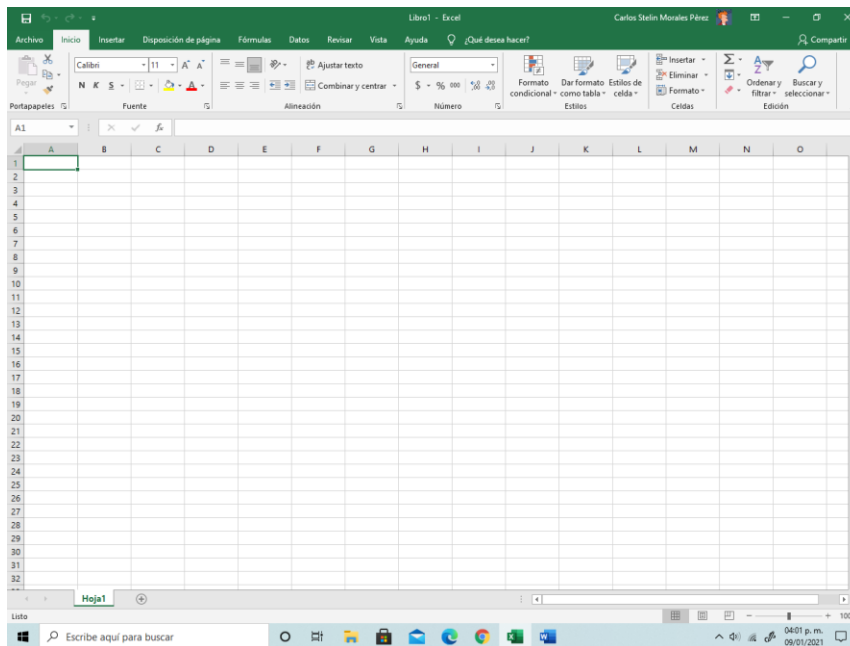 Libro1 - Excel
Carlos Stelin Morales Pérez
Archivo Inicio Insertar Disposición de página Fórmulas Datos Revisar Vista Ayuda ¿Qué desea hacer? Compartir
Pegar
Calibri 11
N K S
A A
Ajustar texto
Combinar y centrar
General
$ % 000
Formato condicional
Dar formato como tabla
Estilos de celda
Insertar
Eliminar
Formato
Ordenar y filtrar
Buscar y seleccionar
Portapapeles Fuente Alineación Número Estilos Celdas Edición
A1 fx
A B C D E F G H I J K L M N O
1
2
3
4
5
6
7
8
9
10
11
12
13
14
15
16
17
18
19
20
21
22
23
24
25
26
27
28
29
30
31
32
Hoja1
Listo
Escribe aquí para buscar
04:01 p. m.
09/01/2021